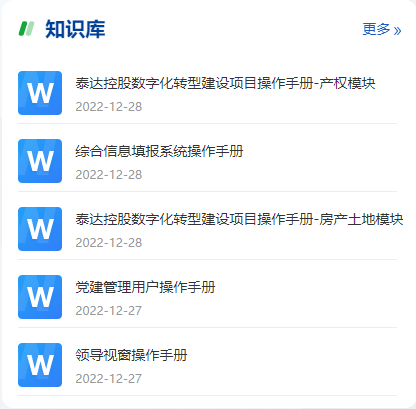 知识库
更多 »
W
泰达控股数字化转型建设项目操作手册-产权模块
2022-12-28
W
综合信息填报系统操作手册
2022-12-28
W
泰达控股数字化转型建设项目操作手册-房产土地模块
2022-12-28
W
党建管理用户操作手册
2022-12-27
W
领导视窗操作手册
2022-12-27